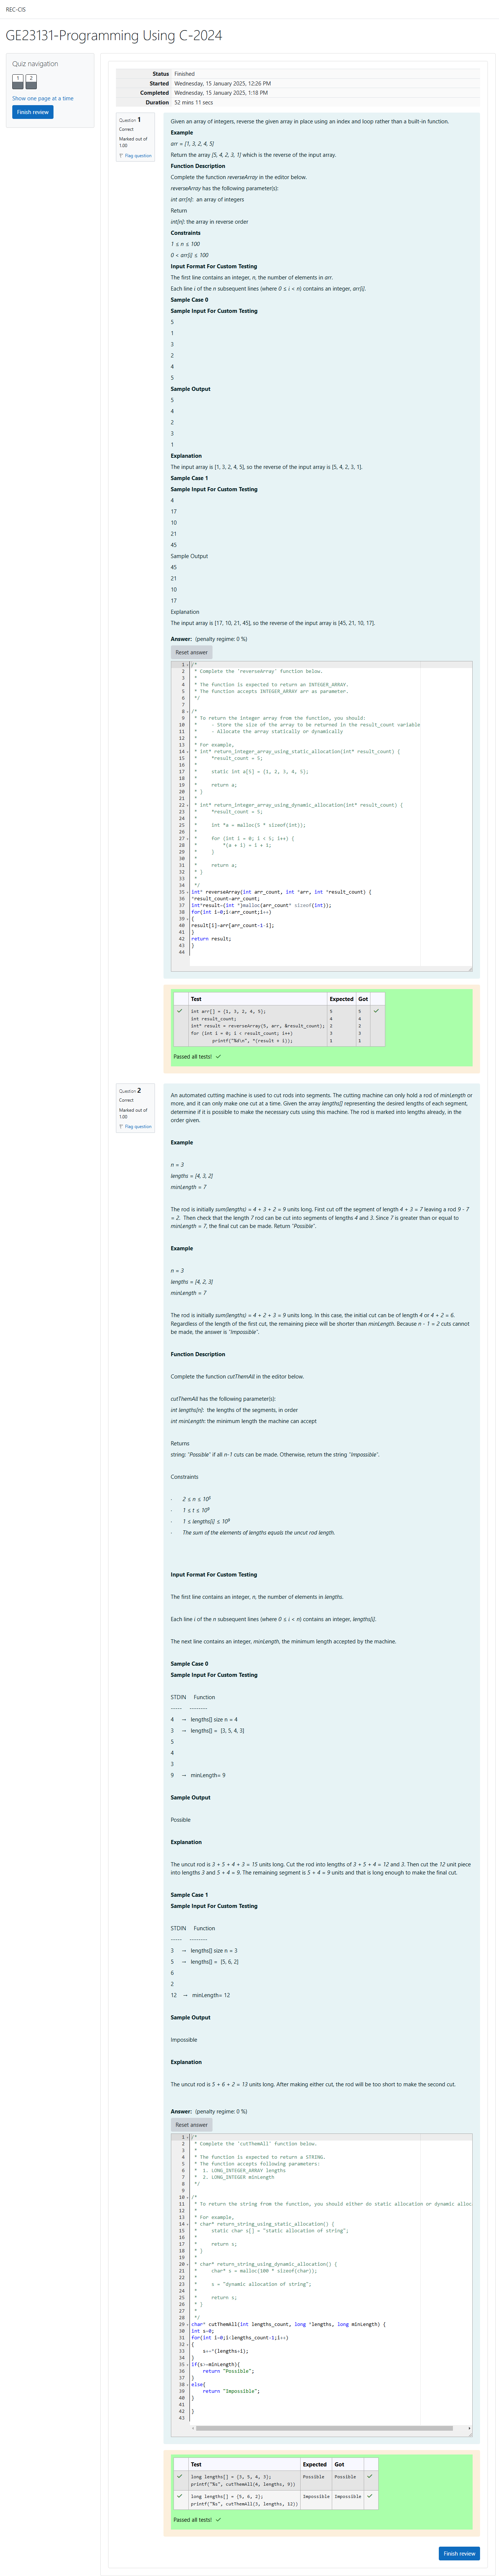 REC-CIS
GE23131-Programming Using C-2024
Quiz navigation
1 2
Show one page at a time
Finish review
Status Finished
Started Wednesday, 15 January 2025, 12:26 PM
Completed Wednesday, 15 January 2025, 1:18 PM
Duration 52 mins 11 secs
Question 1
Correct
Marked out of
1.00
Flag question
Given an array of integers, reverse the given array in place using an index and loop rather than a built-in function.
Example
arr = [1, 3, 2, 4, 5]
Return the array [5, 4, 2, 3, 1] which is the reverse of the input array.
Function Description
Complete the function reverseArray in the editor below.
reverseArray has the following parameter(s):
int arr[n]: an array of integers
Return
int[n]: the array in reverse order
Constraints
1 ≤ n ≤ 100
0 < arr[i] ≤ 100
Input Format For Custom Testing
The first line contains an integer, n, the number of elements in arr.
Each line i of the n subsequent lines (where 0 ≤ i < n) contains an integer, arr[i].
Sample Case 0
Sample Input For Custom Testing
5
1
3
2
4
5
Sample Output
5
4
2
3
1
Explanation
The input array is [1, 3, 2, 4, 5], so the reverse of the input array is [5, 4, 2, 3, 1].
Sample Case 1
Sample Input For Custom Testing
4
17
10
21
45
Sample Output
45
21
10
17
Explanation
The input array is [17, 10, 21, 45], so the reverse of the input array is [45, 21, 10, 17].
Answer: (penalty regime: 0 %)
Reset answer
1 /*
2 * Complete the 'reverseArray' function below.
3 *
4 * The function is expected to return an INTEGER_ARRAY.
5 * The function accepts INTEGER_ARRAY arr as parameter.
6 */
7
8 /*
9 * To return the integer array from the function, you should:
10 * - Store the size of the array to be returned in the result_count variable
11 * - Allocate the array statically or dynamically
12 *
13 * For example,
14 * int* return_integer_array_using_static_allocation(int* result_count) {
15 * *result_count = 5;
16 *
17 * static int a[5] = {1, 2, 3, 4, 5};
18 *
19 * return a;
20 * }
21 *
22 * int* return_integer_array_using_dynamic_allocation(int* result_count) {
23 * *result_count = 5;
24 *
25 * int *a = malloc(5 * sizeof(int));
26 *
27 * for (int i = 0; i < 5; i++) {
28 * *(a + i) = i + 1;
29 * }
30 *
31 * return a;
32 * }
33 *
34 */
35 int* reverseArray(int arr_count, int *arr, int *result_count) {
36 *result_count=arr_count;
37 int*result=(int *)malloc(arr_count* sizeof(int));
38 for(int i=0;i<arr_count;i++)
39 {
40 result[i]=arr[arr_count-i-1];
41 }
42 return result;
43 }
44
Test Expected Got
int arr[] = {1, 3, 2, 4, 5}; 5 5
int result_count; 4 4
int* result = reverseArray(5, arr, &result_count); 2 2
for (int i = 0; i < result_count; i++) 3 3
printf("%d\n", *(result + i)); 1 1
Passed all tests!
Question 2
Correct
Marked out of
1.00
Flag question
An automated cutting machine is used to cut rods into segments. The cutting machine can only hold a rod of minLength or
more, and it can only make one cut at a time. Given the array lengths[] representing the desired lengths of each segment,
determine if it is possible to make the necessary cuts using this machine. The rod is marked into lengths already, in the
order given.
Example
n = 3
lengths = [4, 3, 2]
minLength = 7
The rod is initially sum(lengths) = 4 + 3 + 2 = 9 units long. First cut off the segment of length 4 + 3 = 7 leaving a rod 9 - 7
= 2. Then check that the length 7 rod can be cut into segments of lengths 4 and 3. Since 7 is greater than or equal to
minLength = 7, the final cut can be made. Return "Possible".
Example
n = 3
lengths = [4, 2, 3]
minLength = 7
The rod is initially sum(lengths) = 4 + 2 + 3 = 9 units long. In this case, the initial cut can be of length 4 or 4 + 2 = 6.
Regardless of the length of the first cut, the remaining piece will be shorter than minLength. Because n - 1 = 2 cuts cannot
be made, the answer is "Impossible".
Function Description
Complete the function cutThemAll in the editor below.
cutThemAll has the following parameter(s):
int lengths[n]: the lengths of the segments, in order
int minLength: the minimum length the machine can accept
Returns
string: "Possible" if all n-1 cuts can be made. Otherwise, return the string "Impossible".
Constraints
· 2 ≤ n ≤ 10⁵
· 1 ≤ t ≤ 10⁹
· 1 ≤ lengths[i] ≤ 10⁹
· The sum of the elements of lengths equals the uncut rod length.
Input Format For Custom Testing
The first line contains an integer, n, the number of elements in lengths.
Each line i of the n subsequent lines (where 0 ≤ i < n) contains an integer, lengths[i].
The next line contains an integer, minLength, the minimum length accepted by the machine.
Sample Case 0
Sample Input For Custom Testing
STDIN Function
----- --------
4 → lengths[] size n = 4
3 → lengths[] = [3, 5, 4, 3]
5
4
3
9 → minLength= 9
Sample Output
Possible
Explanation
The uncut rod is 3 + 5 + 4 + 3 = 15 units long. Cut the rod into lengths of 3 + 5 + 4 = 12 and 3. Then cut the 12 unit piece
into lengths 3 and 5 + 4 = 9. The remaining segment is 5 + 4 = 9 units and that is long enough to make the final cut.
Sample Case 1
Sample Input For Custom Testing
STDIN Function
----- --------
3 → lengths[] size n = 3
5 → lengths[] = [5, 6, 2]
6
2
12 → minLength= 12
Sample Output
Impossible
Explanation
The uncut rod is 5 + 6 + 2 = 13 units long. After making either cut, the rod will be too short to make the second cut.
Answer: (penalty regime: 0 %)
Reset answer
1 /*
2 * Complete the 'cutThemAll' function below.
3 *
4 * The function is expected to return a STRING.
5 * The function accepts following parameters:
6 * 1. LONG_INTEGER_ARRAY lengths
7 * 2. LONG_INTEGER minLength
8 */
9
10 /*
11 * To return the string from the function, you should either do static allocation or dynamic alloc
12 *
13 * For example,
14 * char* return_string_using_static_allocation() {
15 * static char s[] = "static allocation of string";
16 *
17 * return s;
18 * }
19 *
20 * char* return_string_using_dynamic_allocation() {
21 * char* s = malloc(100 * sizeof(char));
22 *
23 * s = "dynamic allocation of string";
24 *
25 * return s;
26 * }
27 *
28 */
29 char* cutThemAll(int lengths_count, long *lengths, long minLength) {
30 int s=0;
31 for(int i=0;i<lengths_count-1;i++)
32 {
33 s+=*(lengths+i);
34 }
35 if(s>=minLength){
36 return "Possible";
37 }
38 else{
39 return "Impossible";
40 }
41
42 }
43
Test Expected Got
long lengths[] = {3, 5, 4, 3}; Possible Possible
printf("%s", cutThemAll(4, lengths, 9))
long lengths[] = {5, 6, 2}; Impossible Impossible
printf("%s", cutThemAll(3, lengths, 12))
Passed all tests!
Finish review